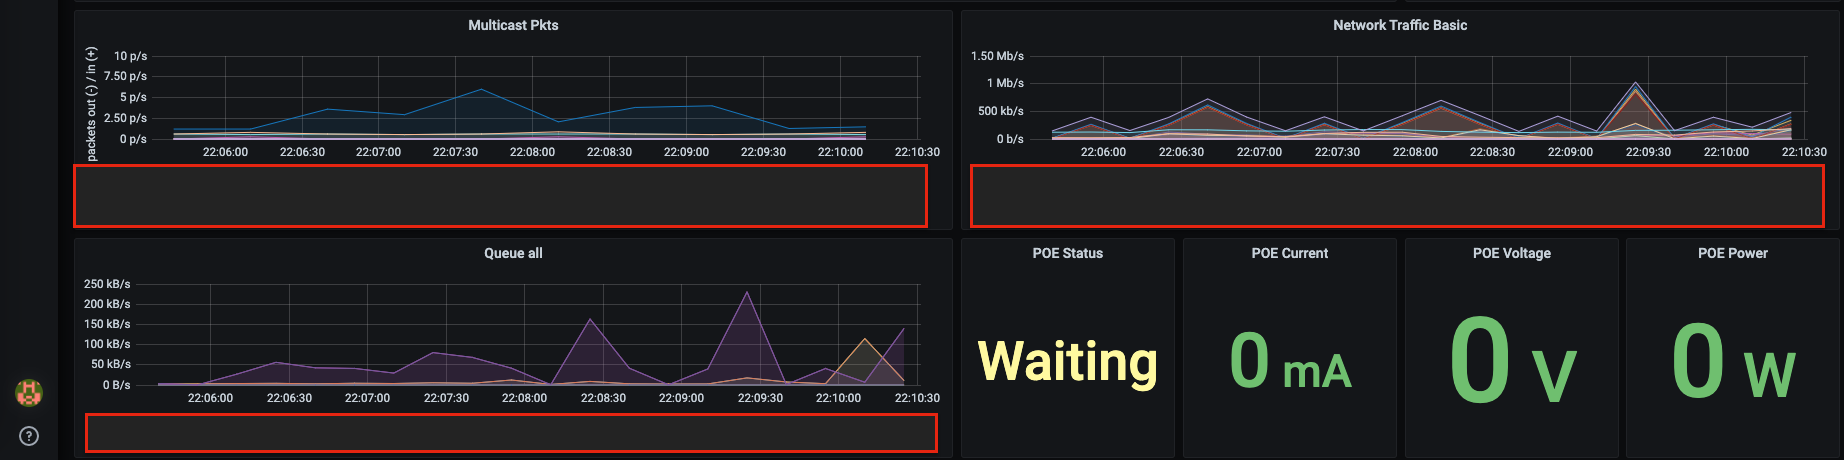 Multicast Pkts
packets out (-) / in (+)
10 p/s
7.50 p/s
5 p/s
2.50 p/s
0 p/s
22:06:00 22:06:30 22:07:00 22:07:30 22:08:00 22:08:30 22:09:00 22:09:30 22:10:00 22:10:30
Network Traffic Basic
1.50 Mb/s
1 Mb/s
500 kb/s
0 b/s
22:06:00 22:06:30 22:07:00 22:07:30 22:08:00 22:08:30 22:09:00 22:09:30 22:10:00 22:10:30
Queue all
250 kB/s
200 kB/s
150 kB/s
100 kB/s
50 kB/s
0 B/s
22:06:00 22:06:30 22:07:00 22:07:30 22:08:00 22:08:30 22:09:00 22:09:30 22:10:00 22:10:30
POE Status
Waiting
POE Current
0 mA
POE Voltage
0 V
POE Power
0 W
?